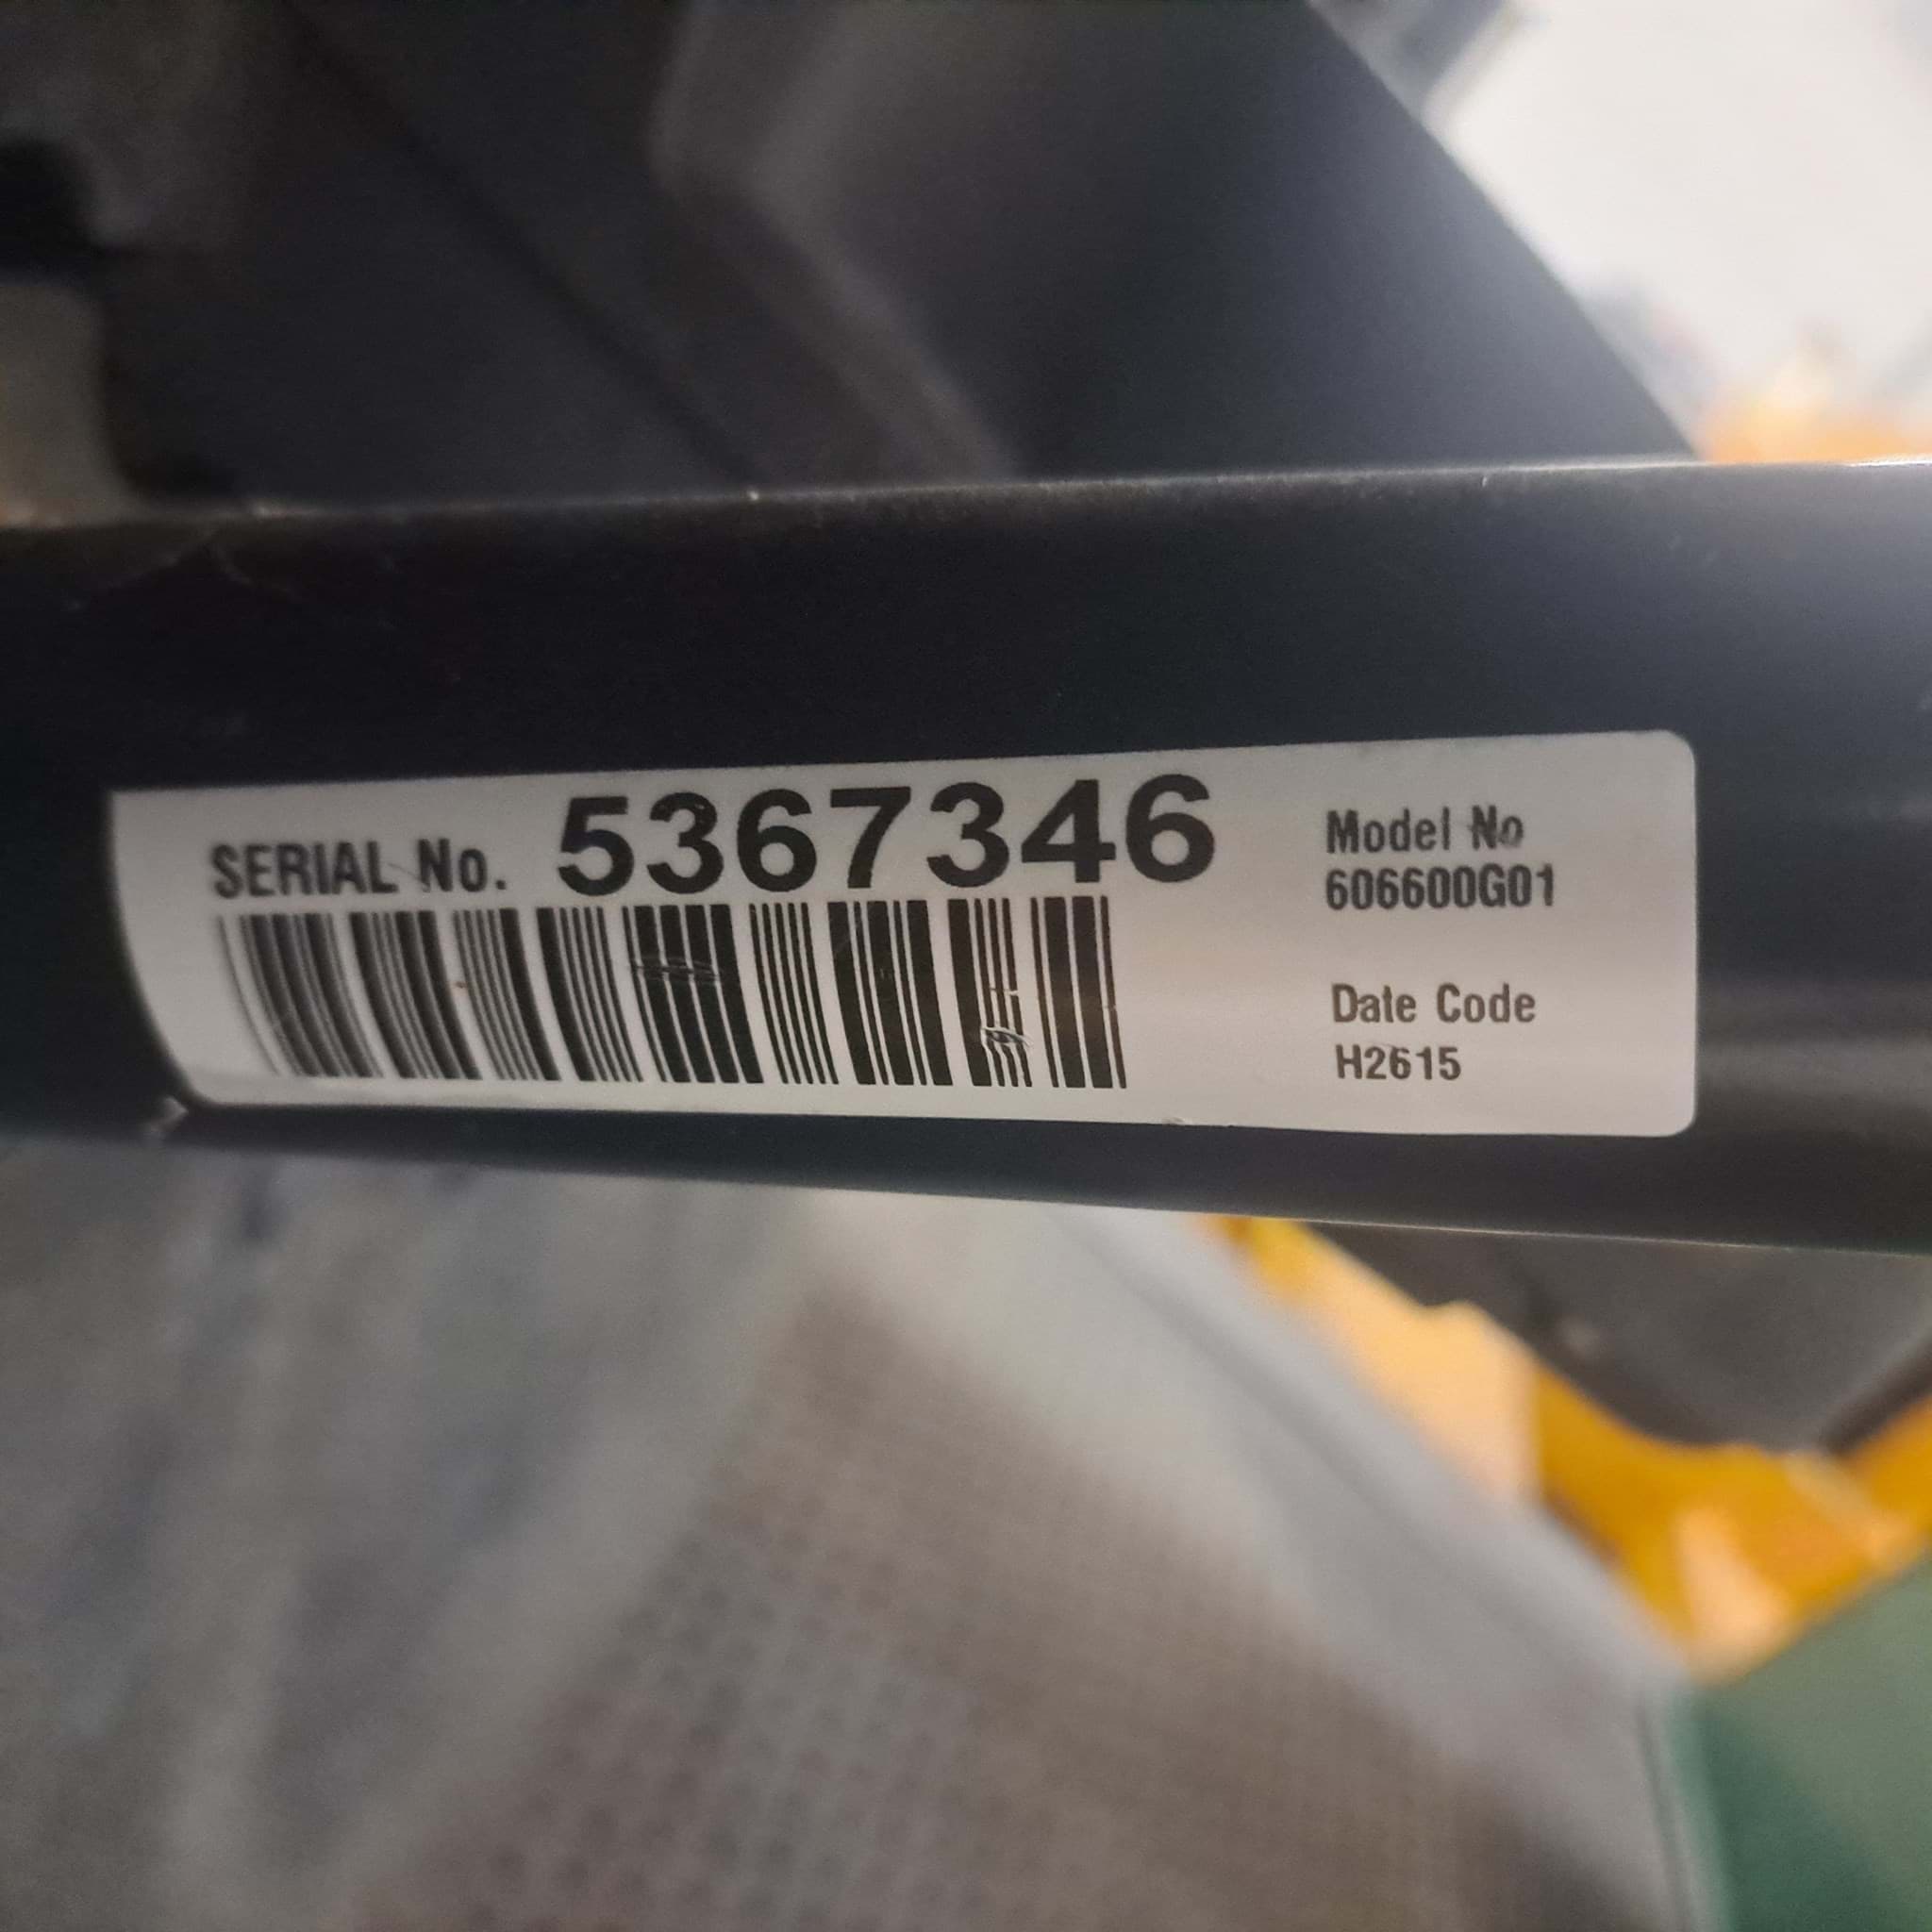 SERIAL No. 5367346
Model No
606600G01
Date Code
H2615